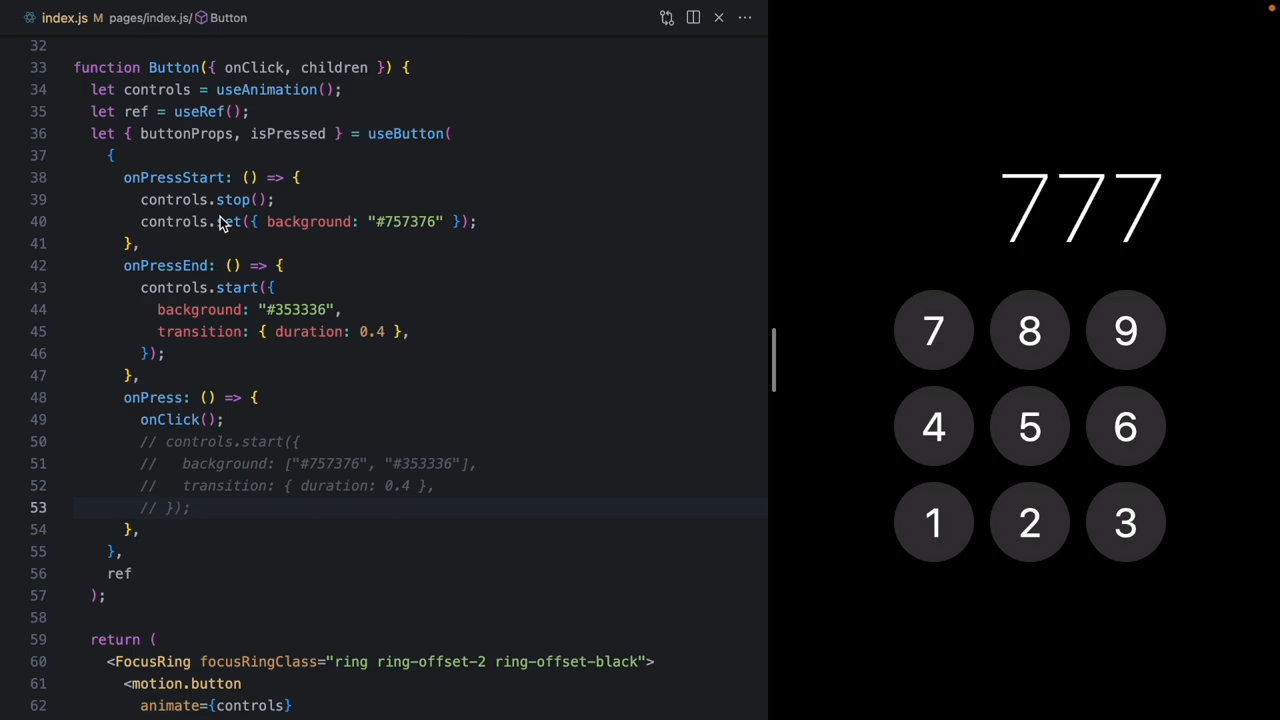 index.js M pages/index.js/ Button
32
33 function Button({ onClick, children }) {
34 let controls = useAnimation();
35 let ref = useRef();
36 let { buttonProps, isPressed } = useButton(
37 {
38 onPressStart: () => {
39 controls.stop();
40 controls.set({ background: "#757376" });
41 },
42 onPressEnd: () => {
43 controls.start({
44 background: "#353336",
45 transition: { duration: 0.4 },
46 });
47 },
48 onPress: () => {
49 onClick();
50 // controls.start({
51 //   background: ["#757376", "#353336"],
52 //   transition: { duration: 0.4 },
53 // });
54 },
55 },
56 ref
57 );
58
59 return (
60 <FocusRing focusRingClass="ring ring-offset-2 ring-offset-black">
61 <motion.button
62 animate={controls}
777
7 8 9
4 5 6
1 2 3